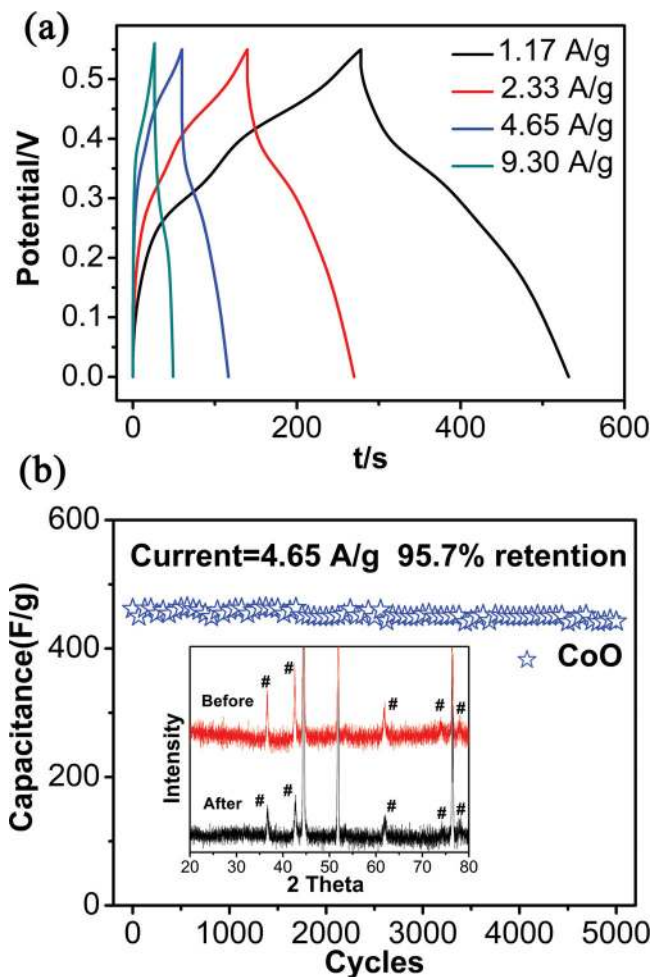 (a)
1.17 A/g
2.33 A/g
4.65 A/g
9.30 A/g
Potential/V
0.5
0.4
0.3
0.2
0.1
0.0
0 200 400 600
t/s
(b)
Capacitance(F/g)
600
400
200
0
Current=4.65 A/g 95.7% retention
CoO
Intensity
Before
# # # # #
After
# # # # #
20 30 40 50 60 70 80
2 Theta
0 1000 2000 3000 4000 5000
Cycles